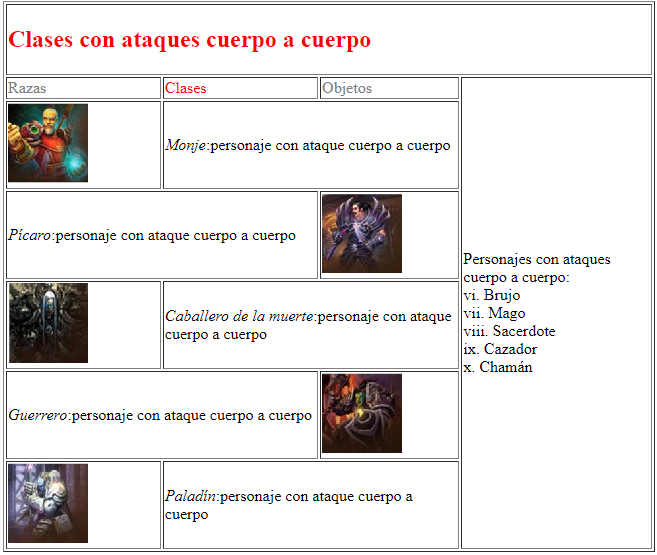 Clases con ataques cuerpo a cuerpo
Razas
Clases
Objetos
Monje:personaje con ataque cuerpo a cuerpo
Pícaro:personaje con ataque cuerpo a cuerpo
Caballero de la muerte:personaje con ataque
cuerpo a cuerpo
Guerrero:personaje con ataque cuerpo a cuerpo
Paladín:personaje con ataque cuerpo a
cuerpo
Personajes con ataques
cuerpo a cuerpo:
vi. Brujo
vii. Mago
viii. Sacerdote
ix. Cazador
x. Chamán